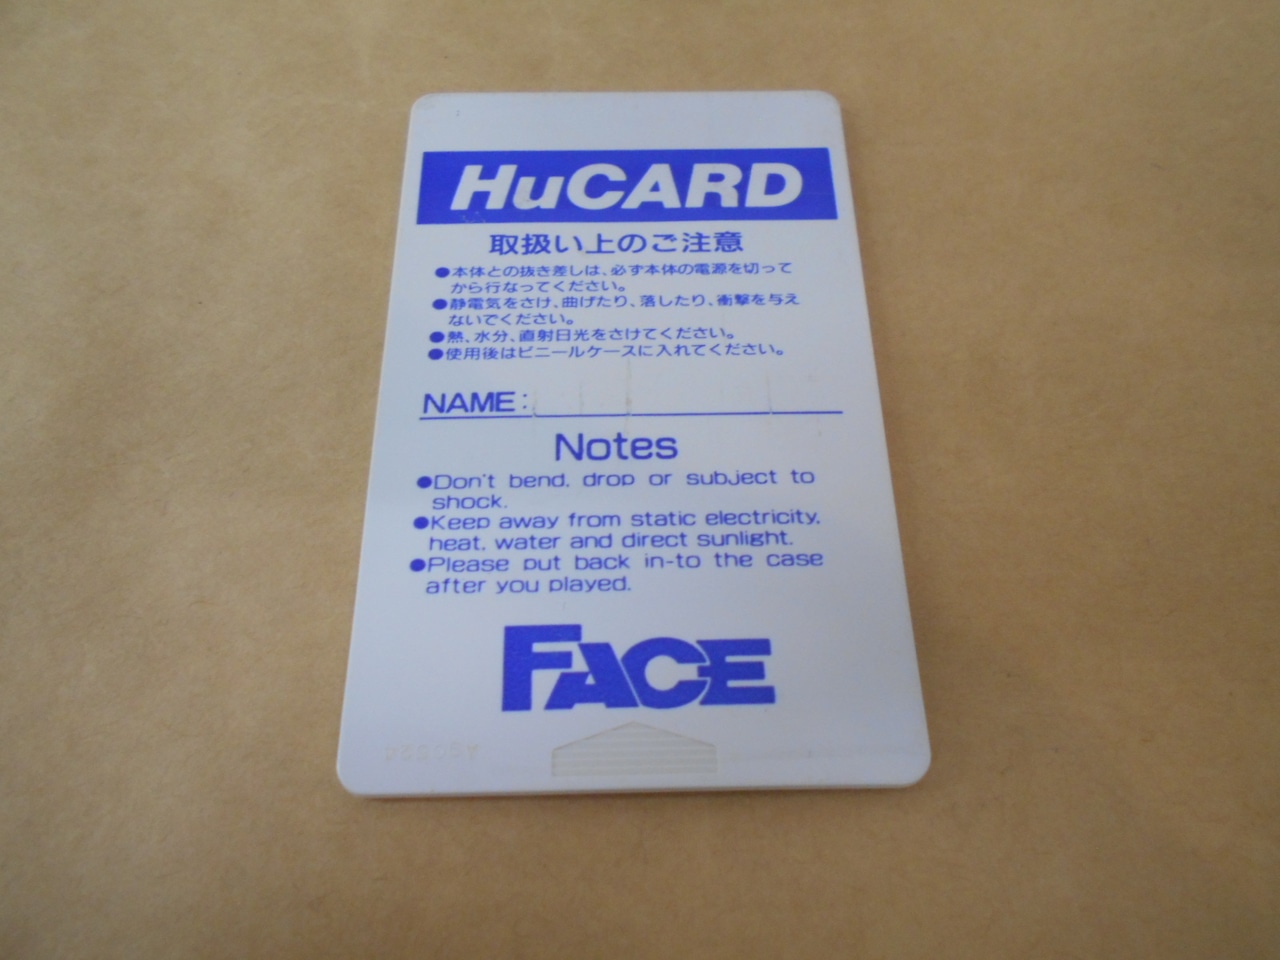 HuCARD
取扱い上のご注意
●本体との抜き差しは、必ず本体の電源を切って
から行なってください。
●静電気をさけ、曲げたり、落したり、衝撃を与え
ないでください。
●熱、水分、直射日光をさけてください。
●使用後はビニールケースに入れてください。
NAME:
Notes
●Don't bend, drop or subject to
shock.
●Keep away from static electricity,
heat, water and direct sunlight.
●Please put back in-to the case
after you played.
FACE